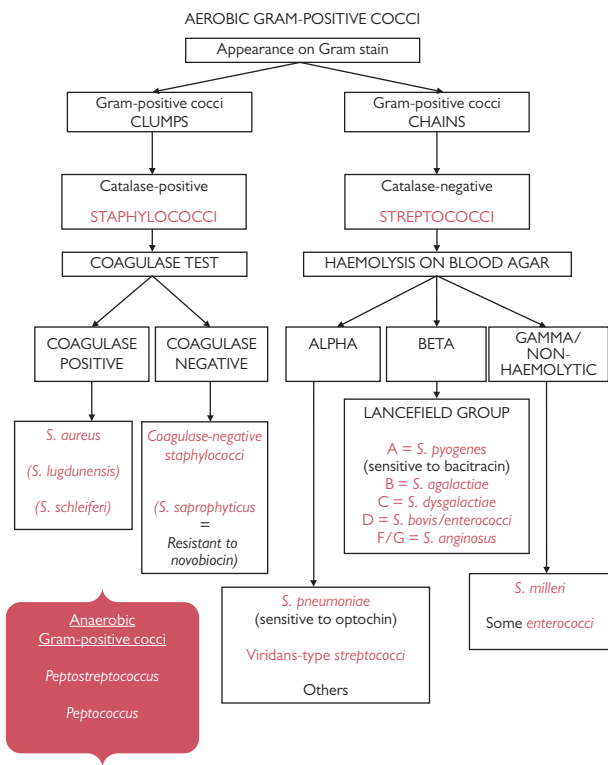 AEROBIC GRAM-POSITIVE COCCI
Appearance on Gram stain
Gram-positive cocci
CLUMPS
Gram-positive cocci
CHAINS
Catalase-positive
STAPHYLOCOCCI
Catalase-negative
STREPTOCOCCI
COAGULASE TEST
HAEMOLYSIS ON BLOOD AGAR
COAGULASE
POSITIVE
COAGULASE
NEGATIVE
ALPHA
BETA
GAMMA/
NON-
HAEMOLYTIC
S. aureus
(S. lugdunensis)
(S. schleiferi)
Coagulase-negative
staphylococci
(S. saprophyticus
=
Resistant to
novobiocin)
LANCEFIELD GROUP
A = S. pyogenes
(sensitive to bacitracin)
B = S. agalactiae
C = S. dysgalactiae
D = S. bovis/enterococci
F/G = S. anginosus
S. pneumoniae
(sensitive to optochin)
Viridans-type streptococci
Others
S. milleri
Some enterococci
Anaerobic
Gram-positive cocci
Peptostreptococcus
Peptococcus